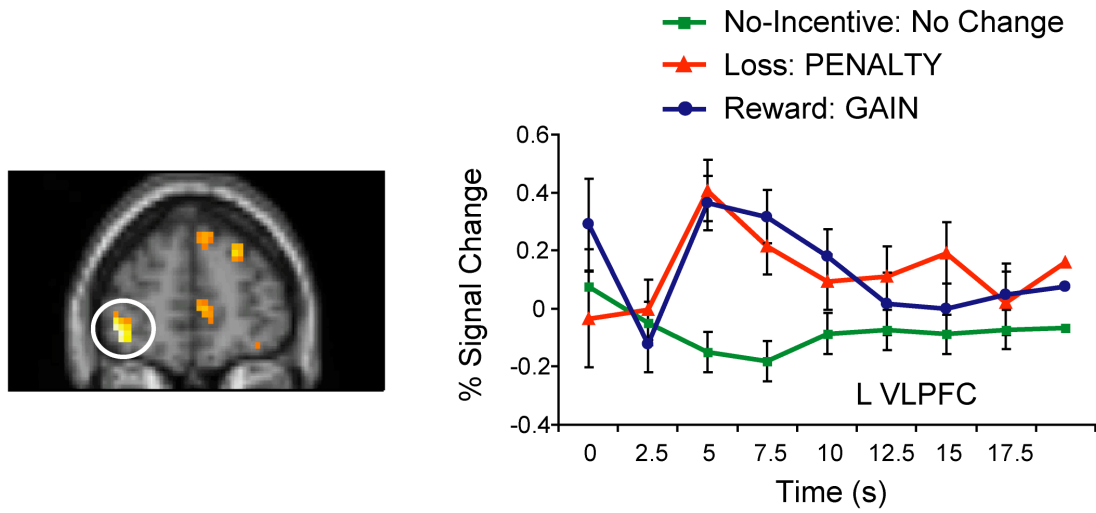 No-Incentive: No Change
Loss: PENALTY
Reward: GAIN
0.6
0.4
0.2
0
-0.2
-0.4
% Signal Change
L VLPFC
0 2.5 5 7.5 10 12.5 15 17.5
Time (s)